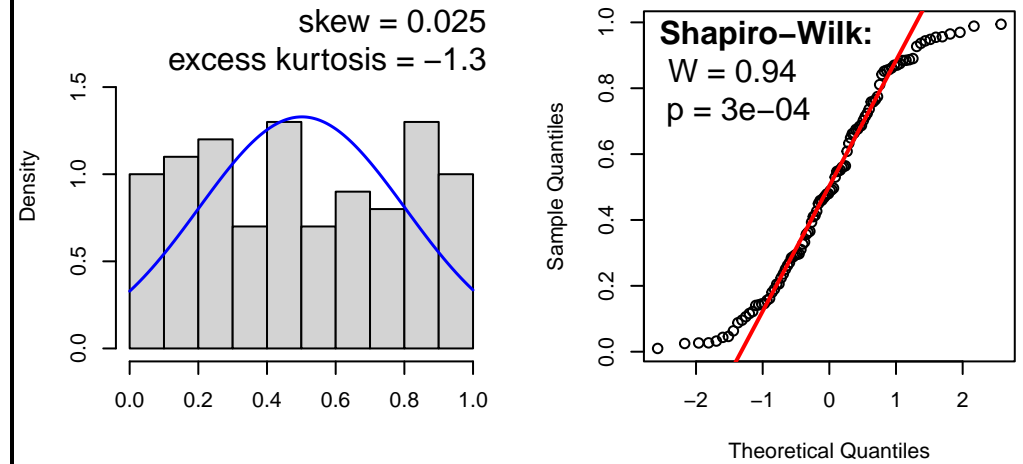 skew = 0.025
excess kurtosis = −1.3
Density
0.0
0.5
1.0
1.5
0.0 0.2 0.4 0.6 0.8 1.0
Shapiro−Wilk:
W = 0.94
p = 3e−04
Sample Quantiles
0.0
0.2
0.4
0.6
0.8
1.0
−2 −1 0 1 2
Theoretical Quantiles